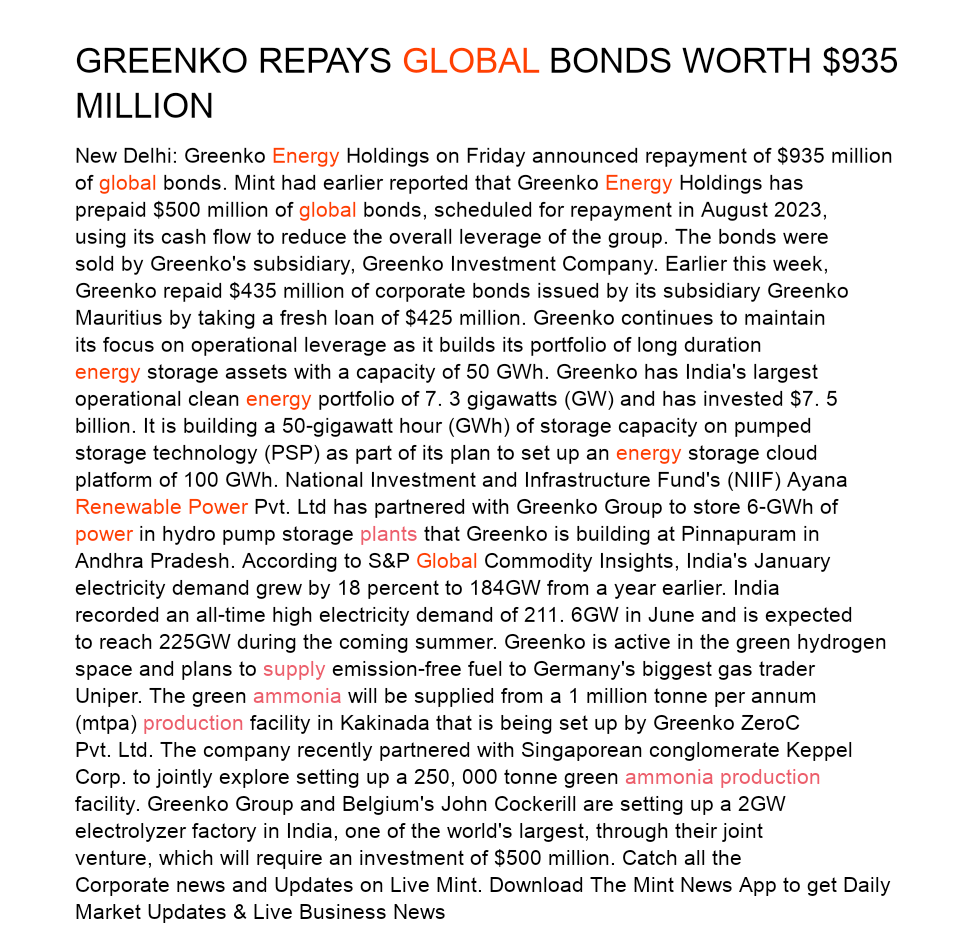 GREENKO REPAYS GLOBAL BONDS WORTH $935
MILLION
New Delhi: Greenko Energy Holdings on Friday announced repayment of $935 million
of global bonds. Mint had earlier reported that Greenko Energy Holdings has
prepaid $500 million of global bonds, scheduled for repayment in August 2023,
using its cash flow to reduce the overall leverage of the group. The bonds were
sold by Greenko's subsidiary, Greenko Investment Company. Earlier this week,
Greenko repaid $435 million of corporate bonds issued by its subsidiary Greenko
Mauritius by taking a fresh loan of $425 million. Greenko continues to maintain
its focus on operational leverage as it builds its portfolio of long duration
energy storage assets with a capacity of 50 GWh. Greenko has India's largest
operational clean energy portfolio of 7. 3 gigawatts (GW) and has invested $7. 5
billion. It is building a 50-gigawatt hour (GWh) of storage capacity on pumped
storage technology (PSP) as part of its plan to set up an energy storage cloud
platform of 100 GWh. National Investment and Infrastructure Fund's (NIIF) Ayana
Renewable Power Pvt. Ltd has partnered with Greenko Group to store 6-GWh of
power in hydro pump storage plants that Greenko is building at Pinnapuram in
Andhra Pradesh. According to S&P Global Commodity Insights, India's January
electricity demand grew by 18 percent to 184GW from a year earlier. India
recorded an all-time high electricity demand of 211. 6GW in June and is expected
to reach 225GW during the coming summer. Greenko is active in the green hydrogen
space and plans to supply emission-free fuel to Germany's biggest gas trader
Uniper. The green ammonia will be supplied from a 1 million tonne per annum
(mtpa) production facility in Kakinada that is being set up by Greenko ZeroC
Pvt. Ltd. The company recently partnered with Singaporean conglomerate Keppel
Corp. to jointly explore setting up a 250, 000 tonne green ammonia production
facility. Greenko Group and Belgium's John Cockerill are setting up a 2GW
electrolyzer factory in India, one of the world's largest, through their joint
venture, which will require an investment of $500 million. Catch all the
Corporate news and Updates on Live Mint. Download The Mint News App to get Daily
Market Updates & Live Business News